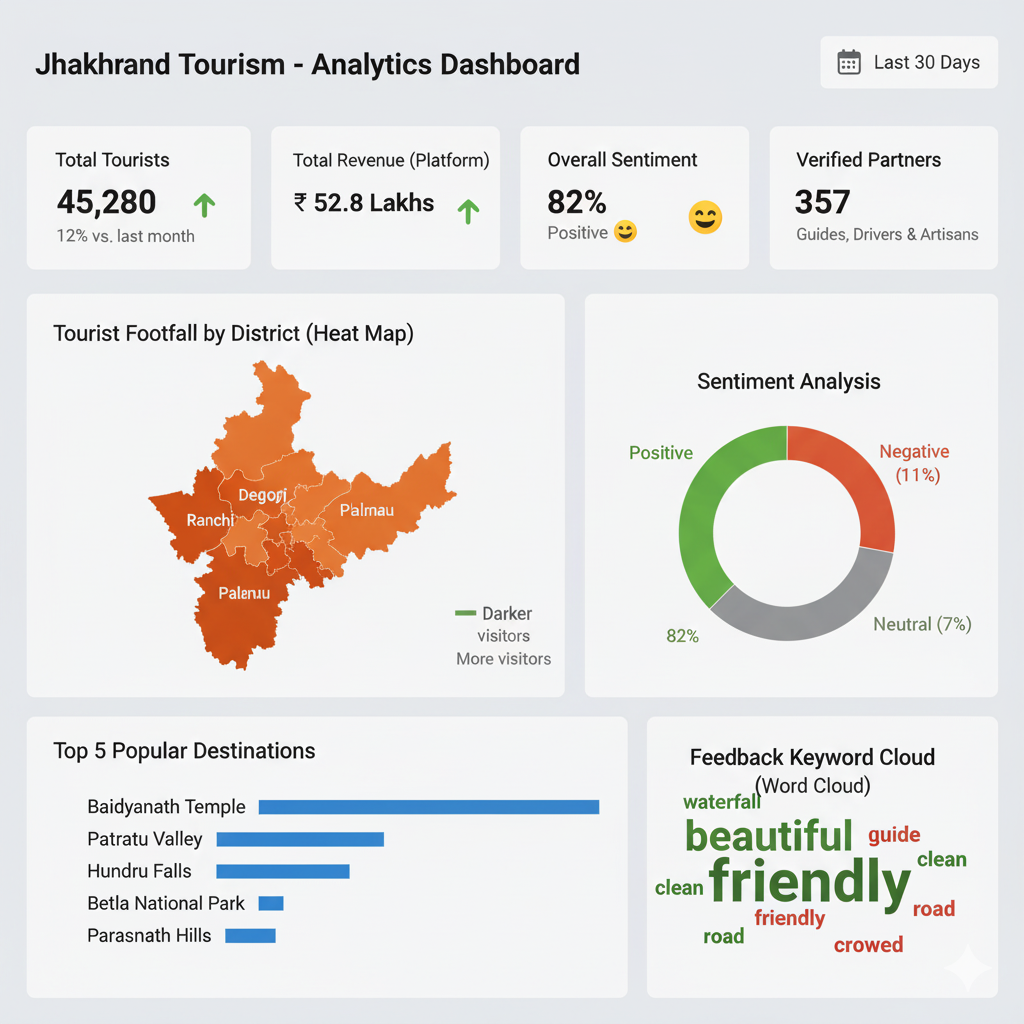 Jhakhrand Tourism - Analytics Dashboard
Last 30 Days
Total Tourists
45,280
12% vs. last month
Total Revenue (Platform)
₹ 52.8 Lakhs
Overall Sentiment
82%
Positive
Verified Partners
357
Guides, Drivers & Artisans
Tourist Footfall by District (Heat Map)
Ranchi
Darker
visitors
More visitors
Sentiment Analysis
Positive
Negative
(11%)
Neutral (7%)
82%
Top 5 Popular Destinations
Baidyanath Temple
Patratu Valley
Hundru Falls
Betla National Park
Parasnath Hills
Feedback Keyword Cloud
(Word Cloud)
waterfall
beautiful
guide
clean
clean
friendly
friendly
road
road
crowed